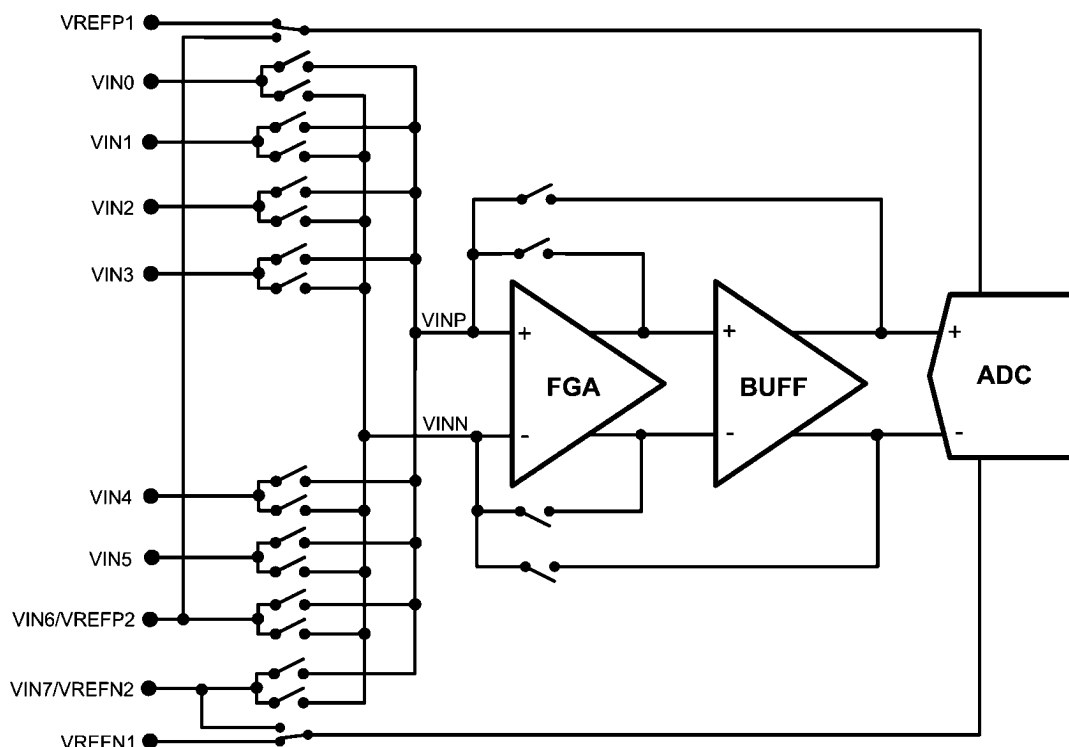 VREFP1
VIN0
VIN1
VIN2
VIN3
VINP
+
+
+
FGA
BUFF
ADC
VINN
-
-
-
VIN4
VIN5
VIN6/VREFP2
VIN7/VREFN2
VREFN1